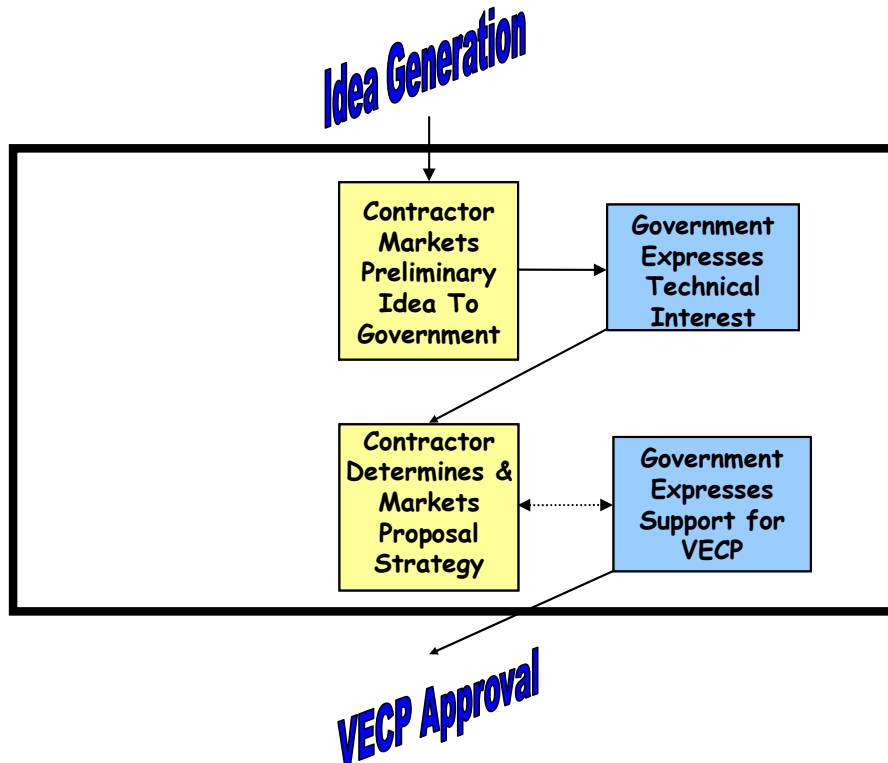 Idea Generation
Contractor
Markets
Preliminary
Idea To
Government
Government
Expresses
Technical
Interest
Contractor
Determines &
Markets
Proposal
Strategy
Government
Expresses
Support for
VECP
VECP Approval